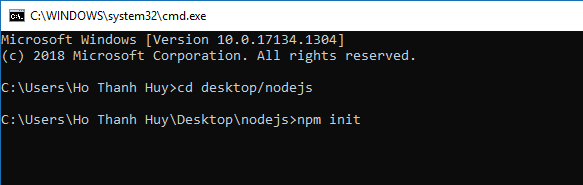 C:\WINDOWS\system32\cmd.exe
Microsoft Windows [Version 10.0.17134.1304]
(c) 2018 Microsoft Corporation. All rights reserved.
C:\Users\Ho Thanh Huy>cd desktop/nodejs
C:\Users\Ho Thanh Huy\Desktop\nodejs>npm init